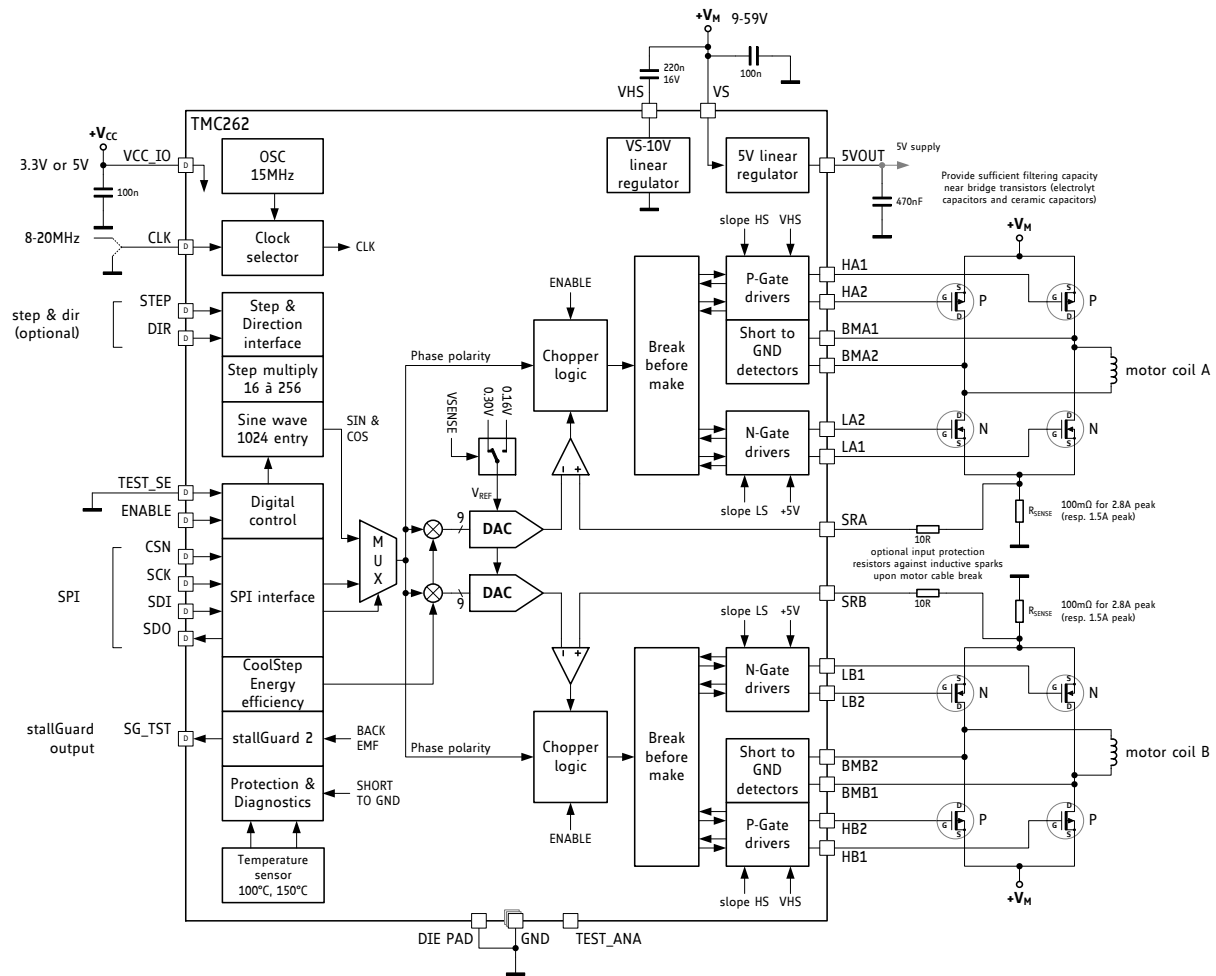 +VM 9-59V
220n
16V
100n
VHS
VS
TMC262
+VCC
3.3V or 5V
VCC_IO
D
100n
OSC
15MHz
VS-10V
linear
regulator
5V linear
regulator
5VOUT
5V supply
470nF
Provide sufficient filtering capacity
near bridge transistors (electrolyt
capacitors and ceramic capacitors)
+VM
8-20MHz
CLK
D
Clock
selector
CLK
slope HS
VHS
step & dir
(optional)
STEP
D
DIR
D
Step &
Direction
interface
Step multiply
16 à 256
Sine wave
1024 entry
SIN &
COS
Phase polarity
ENABLE
Chopper
logic
Break
before
make
P-Gate
drivers
Short to
GND
detectors
N-Gate
drivers
HA1
HA2
BMA1
BMA2
LA2
LA1
S
G
D
P
S
G
D
P
motor coil A
D
G
S
N
D
G
S
N
VSENSE
0.30V
0.16V
VREF
slope LS
+5V
TEST_SE
D
ENABLE
D
Digital
control
SPI
CSN
D
SCK
D
SDI
D
SDO
D
SPI interface
MUX
9
DAC
9
DAC
SRA
10R
RSENSE
100mΩ for 2.8A peak
(resp. 1.5A peak)
optional input protection
resistors against inductive sparks
upon motor cable break
SRB
10R
RSENSE
100mΩ for 2.8A peak
(resp. 1.5A peak)
slope LS
+5V
CoolStep
Energy
efficiency
stallGuard
output
SG_TST
D
stallGuard 2
BACK
EMF
Protection &
Diagnostics
SHORT
TO GND
Temperature
sensor
100°C, 150°C
Phase polarity
Chopper
logic
ENABLE
Break
before
make
N-Gate
drivers
Short to
GND
detectors
P-Gate
drivers
LB1
LB2
BMB2
BMB1
HB2
HB1
S
G
D
N
S
G
D
N
motor coil B
D
G
S
P
D
G
S
P
+VM
slope HS
VHS
DIE PAD
GND
TEST_ANA